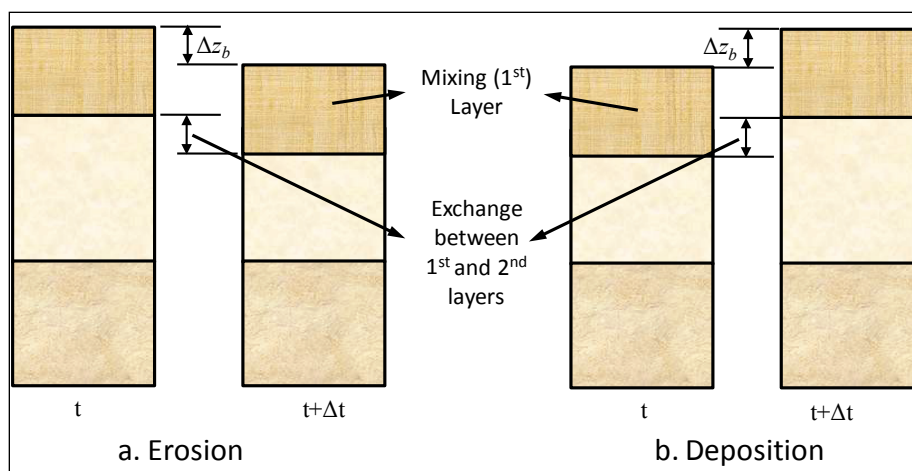 Δz_b
Δz_b
Mixing (1st)
Layer
Exchange
between
1st and 2nd
layers
t
t+Δt
t
t+Δt
a. Erosion
b. Deposition